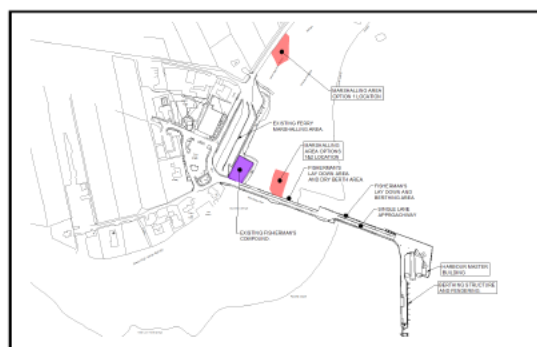 MARSHALLING AREA
OPTION 1 LOCATION
EXISTING FERRY
MARSHALLING AREA
MARSHALLING
AREA OPTIONS
1&2 LOCATION
FISHERMAN'S
LAY DOWN AREA
AND DRY BERTH AREA
FISHERMAN'S
LAY DOWN AND
BERTHING AREA
SINGLE LANE
APPROACHWAY
EXISTING FISHERMAN'S
COMPOUND
HARBOUR MASTER
BUILDING
BERTHING STRUCTURE
AND FENDERING